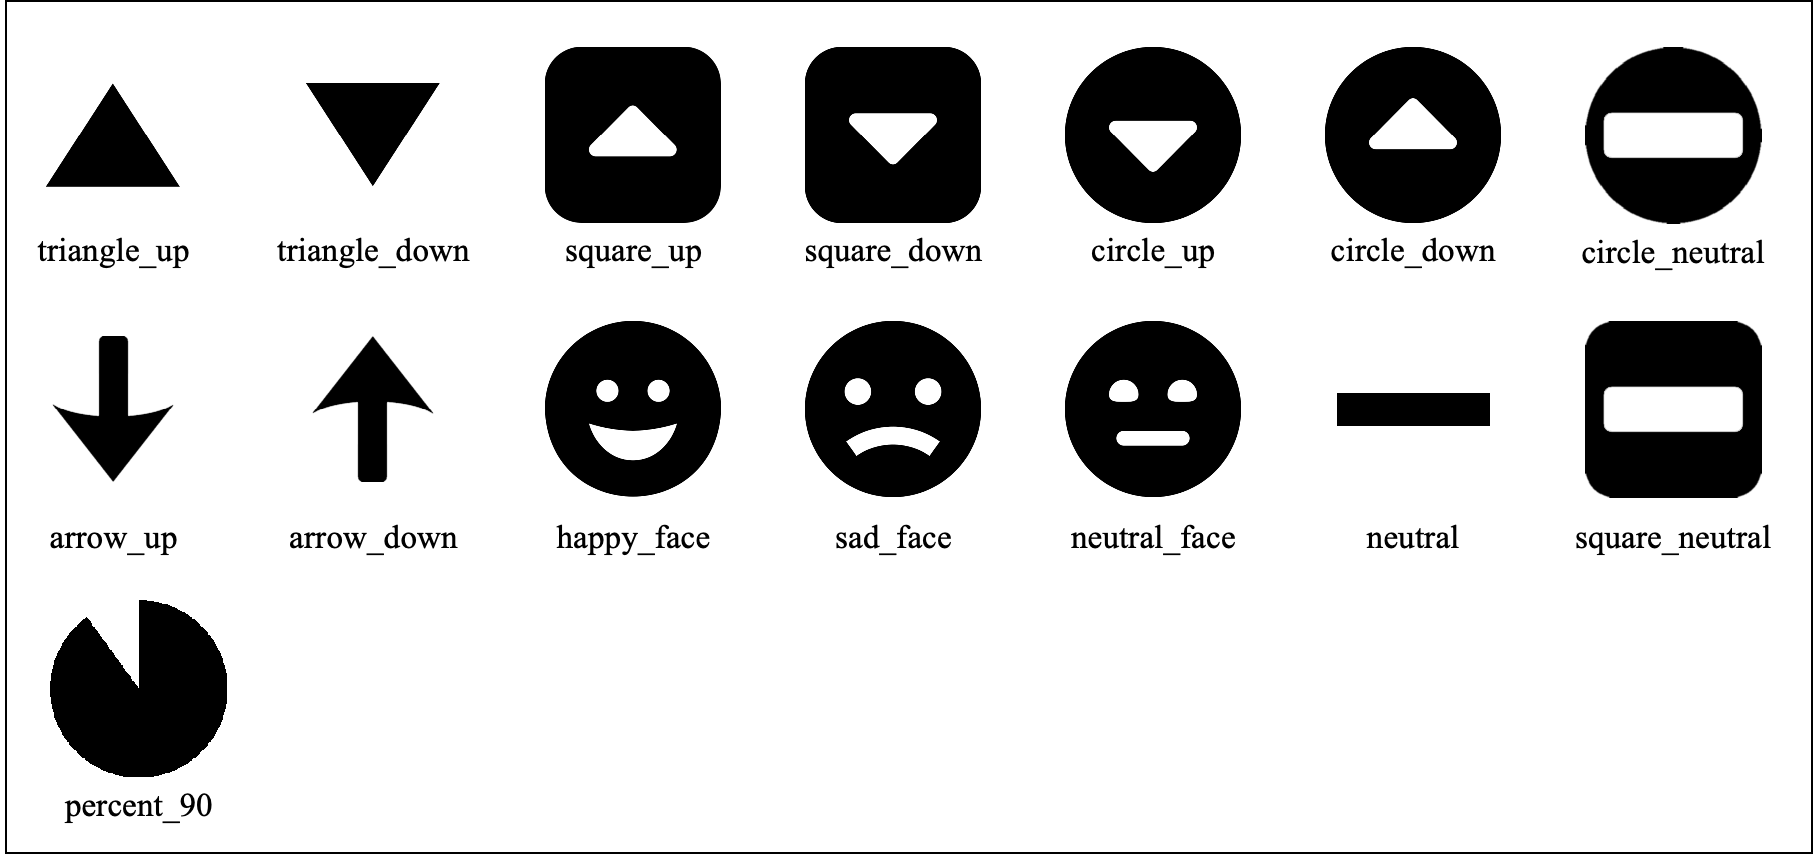 triangle_up triangle_down square_up square_down circle_up circle_down circle_neutral
arrow_up arrow_down happy_face sad_face neutral_face neutral square_neutral
percent_90